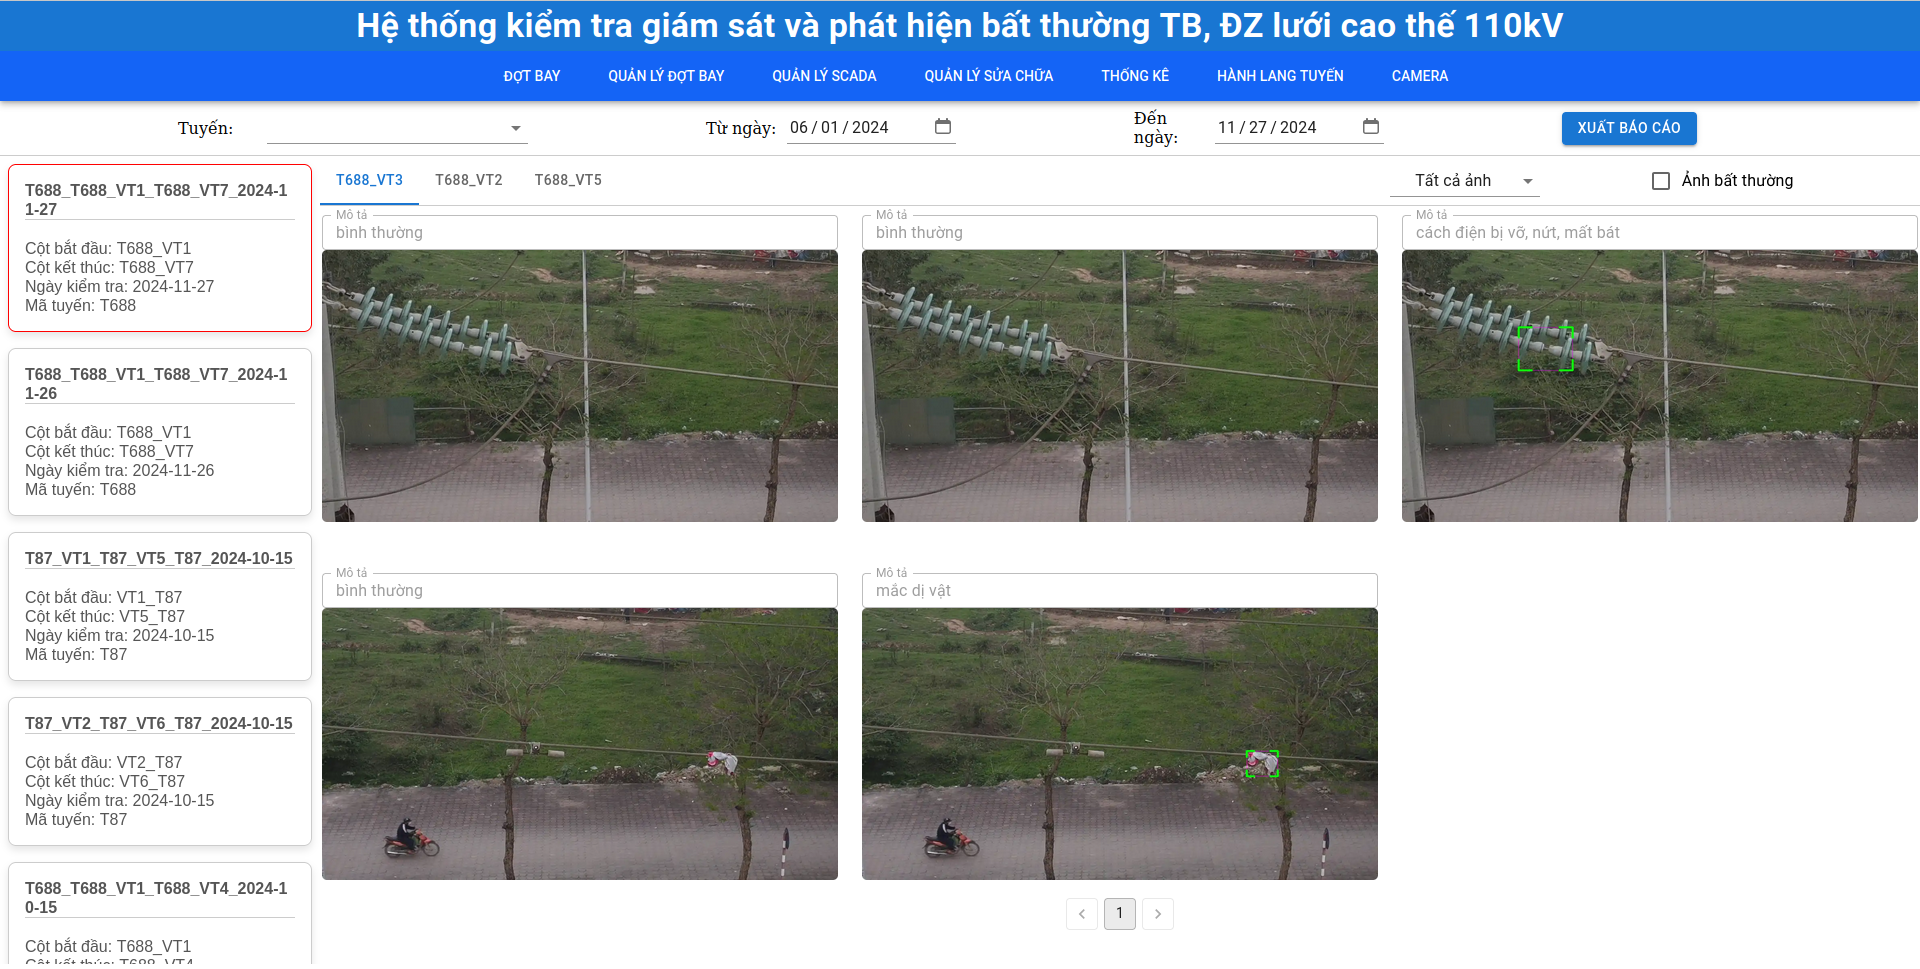 Hệ thống kiểm tra giám sát và phát hiện bất thường TB, ĐZ lưới cao thế 110kV
ĐỢT BAY
QUẢN LÝ ĐỢT BAY
QUẢN LÝ SCADA
QUẢN LÝ SỬA CHỮA
THỐNG KÊ
HÀNH LANG TUYẾN
CAMERA
Tuyến:
Từ ngày:
06/01/2024
Đến
ngày:
11/27/2024
XUẤT BÁO CÁO
T688_T688_VT1_T688_VT7_2024-1
1-27
Cột bắt đầu: T688_VT1
Cột kết thúc: T688_VT7
Ngày kiểm tra: 2024-11-27
Mã tuyến: T688
T688_T688_VT1_T688_VT7_2024-1
1-26
Cột bắt đầu: T688_VT1
Cột kết thúc: T688_VT7
Ngày kiểm tra: 2024-11-26
Mã tuyến: T688
T87_VT1_T87_VT5_T87_2024-10-15
Cột bắt đầu: VT1_T87
Cột kết thúc: VT5_T87
Ngày kiểm tra: 2024-10-15
Mã tuyến: T87
T87_VT2_T87_VT6_T87_2024-10-15
Cột bắt đầu: VT2_T87
Cột kết thúc: VT6_T87
Ngày kiểm tra: 2024-10-15
Mã tuyến: T87
T688_T688_VT1_T688_VT4_2024-1
0-15
Cột bắt đầu: T688_VT1
Cột kết thúc: T688_VT4
T688_VT3
T688_VT2
T688_VT5
Tất cả ảnh
Ảnh bất thường
Mô tả
bình thường
Mô tả
bình thường
Mô tả
cách điện bị vỡ, nứt, mất bát
Mô tả
bình thường
Mô tả
mắc dị vật
1